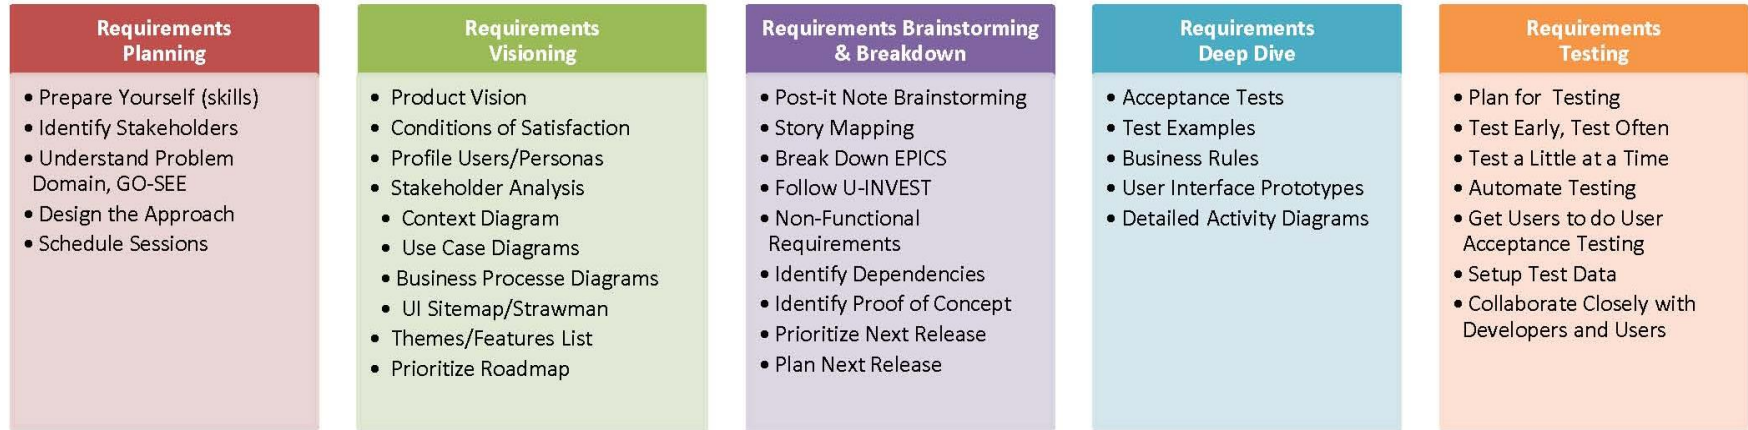 Requirements
Planning
• Prepare Yourself (skills)
• Identify Stakeholders
• Understand Problem
Domain, GO-SEE
• Design the Approach
• Schedule Sessions
Requirements
Visioning
• Product Vision
• Conditions of Satisfaction
• Profile Users/Personas
• Stakeholder Analysis
• Context Diagram
• Use Case Diagrams
• Business Processe Diagrams
• UI Sitemap/Strawman
• Themes/Features List
• Prioritize Roadmap
Requirements Brainstorming
& Breakdown
• Post-it Note Brainstorming
• Story Mapping
• Break Down EPICS
• Follow U-INVEST
• Non-Functional
Requirements
• Identify Dependencies
• Identify Proof of Concept
• Prioritize Next Release
• Plan Next Release
Requirements
Deep Dive
• Acceptance Tests
• Test Examples
• Business Rules
• User Interface Prototypes
• Detailed Activity Diagrams
Requirements
Testing
• Plan for Testing
• Test Early, Test Often
• Test a Little at a Time
• Automate Testing
• Get Users to do User
Acceptance Testing
• Setup Test Data
• Collaborate Closely with
Developers and Users